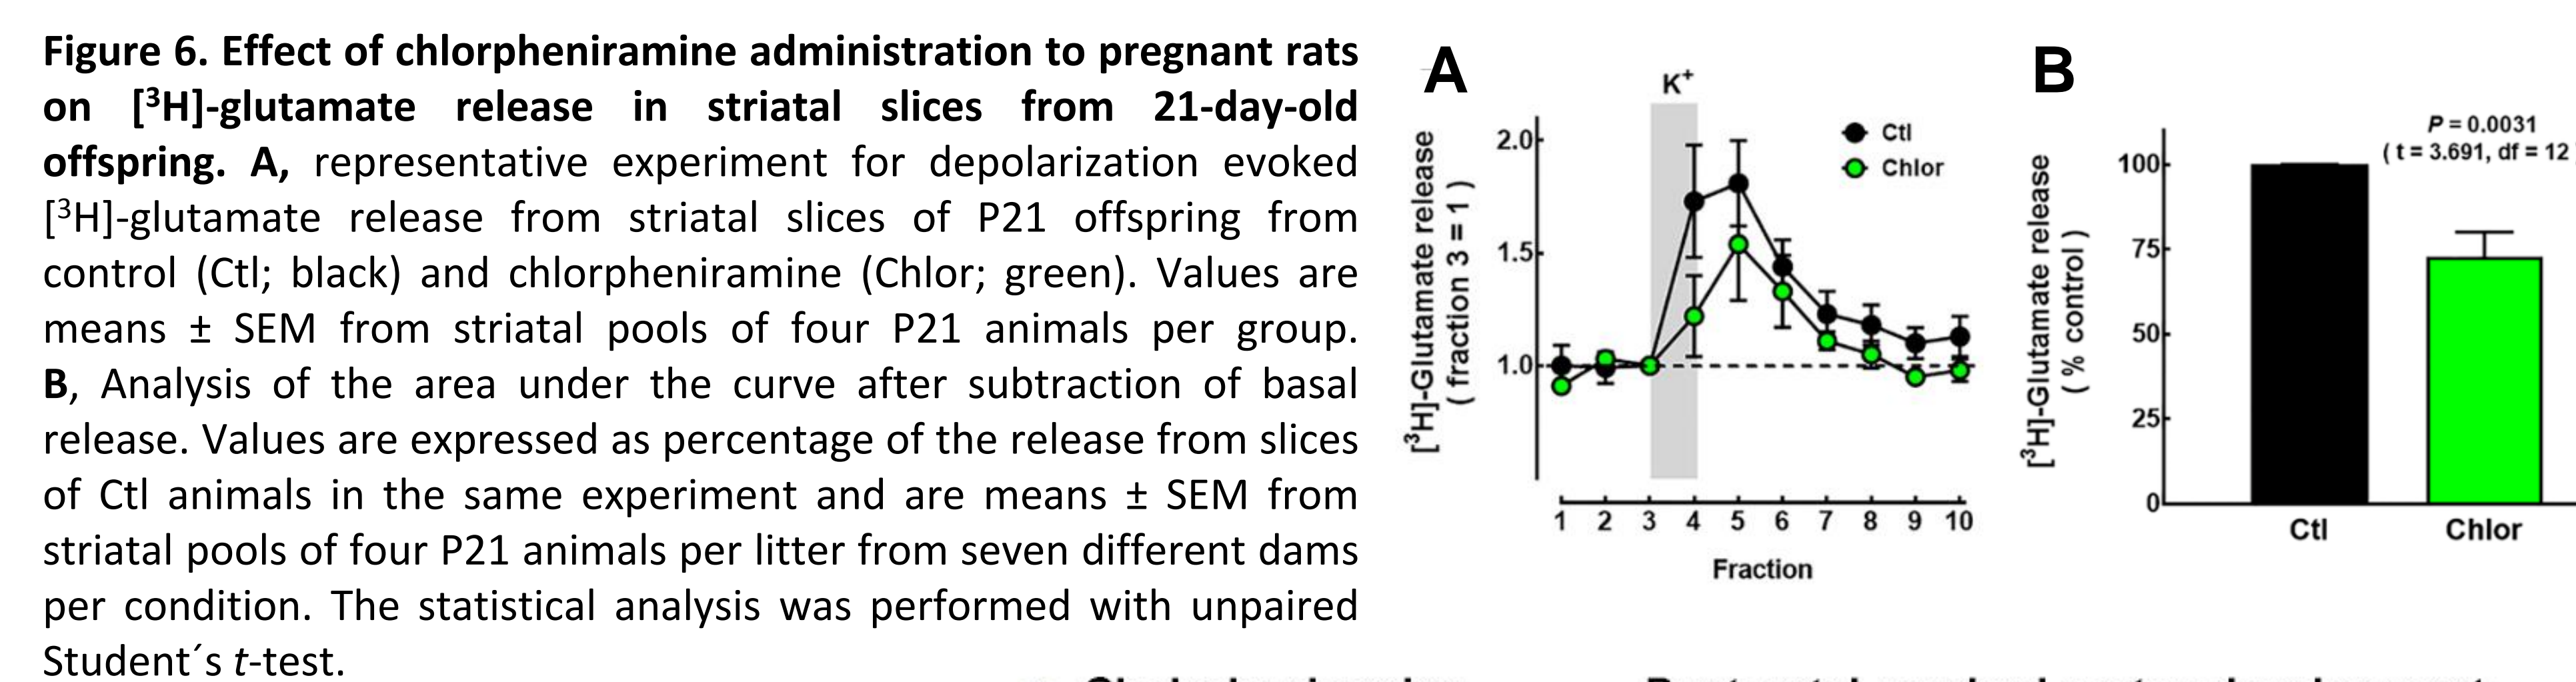 Figure 6. Effect of chlorpheniramine administration to pregnant rats
on [³H]-glutamate release in striatal slices from 21-day-old
offspring. A, representative experiment for depolarization evoked
[³H]-glutamate release from striatal slices of P21 offspring from
control (Ctl; black) and chlorpheniramine (Chlor; green). Values are
means ± SEM from striatal pools of four P21 animals per group.
B, Analysis of the area under the curve after subtraction of basal
release. Values are expressed as percentage of the release from slices
of Ctl animals in the same experiment and are means ± SEM from
striatal pools of four P21 animals per litter from seven different dams
per condition. The statistical analysis was performed with unpaired
Student´s t-test.
A
K⁺
Ctl
Chlor
[³H]-Glutamate release
( fraction 3 = 1 )
2.0
1.5
1.0
1 2 3 4 5 6 7 8 9 10
Fraction
B
P = 0.0031
( t = 3.691, df = 12
[³H]-Glutamate release
( % control )
100
75
50
25
0
Ctl Chlor